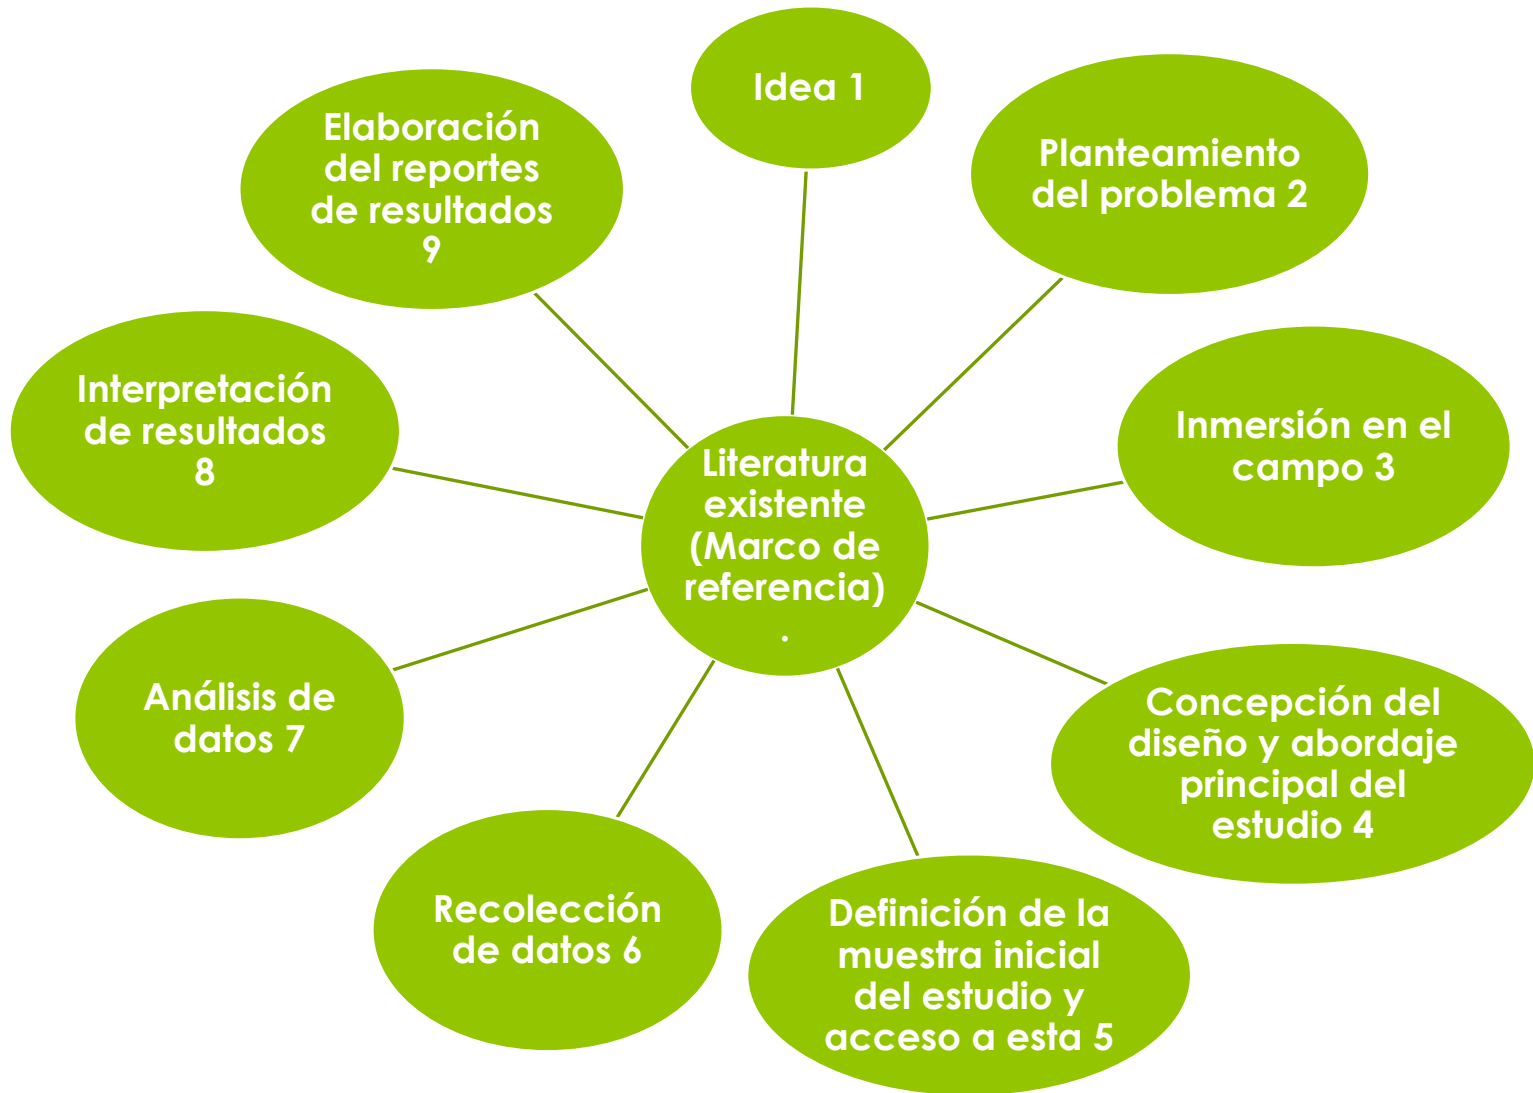 Idea 1
Planteamiento
del problema 2
Inmersión en el
campo 3
Concepción del
diseño y abordaje
principal del
estudio 4
Definición de la
muestra inicial
del estudio y
acceso a esta 5
Recolección
de datos 6
Análisis de
datos 7
Interpretación
de resultados
8
Elaboración
del reportes
de resultados
9
Literatura
existente
(Marco de
referencia)
.